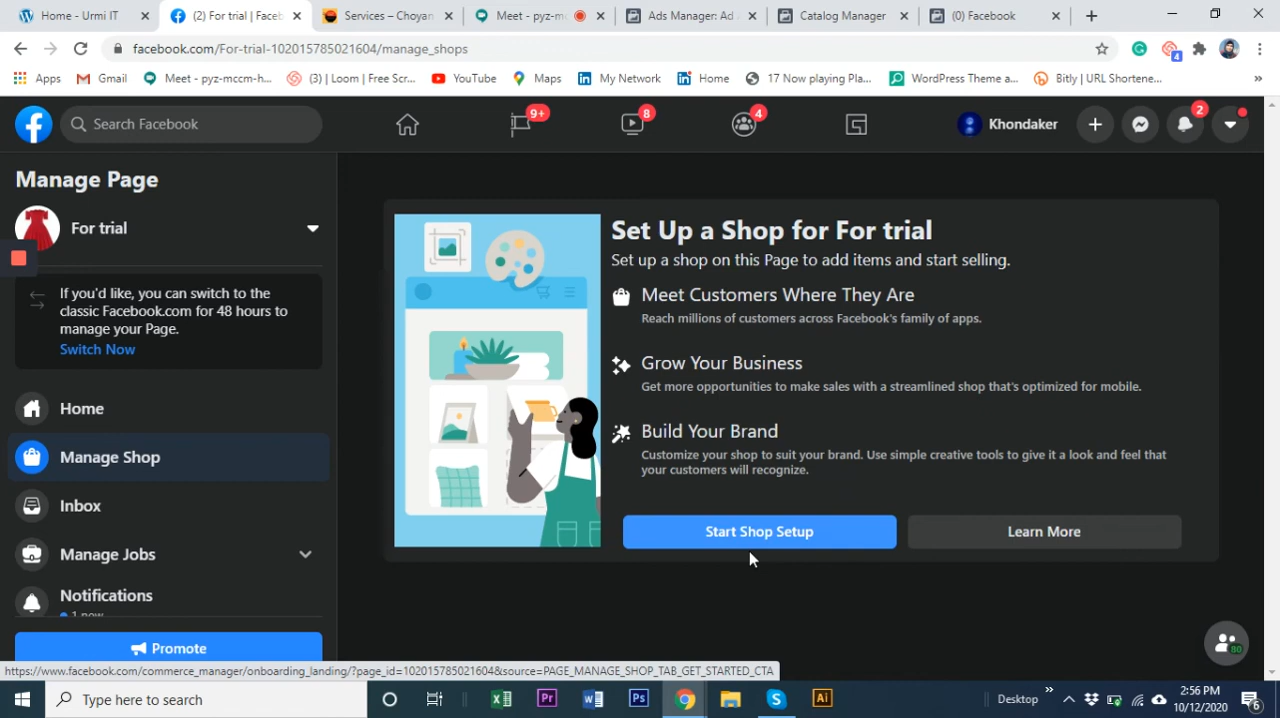 Home - Urmi IT
(2) For trial | Faceb
Services – Choyan
Meet - pyz-mc
Ads Manager: Ad
Catalog Manager
(0) Facebook
facebook.com/For-trial-102015785021604/manage_shops
4
Apps
Gmail
Meet - pyz-mccm-h...
(3) | Loom | Free Scr...
YouTube
Maps
My Network
Home
17 Now playing Pla...
WordPress Theme a...
Bitly | URL Shortene...
»
Search Facebook
9+
8
4
Khondaker
2
Manage Page
For trial
If you'd like, you can switch to the
classic Facebook.com for 48 hours to
manage your Page.
Switch Now
Home
Manage Shop
Inbox
Manage Jobs
Notifications
1 new
Promote
Set Up a Shop for For trial
Set up a shop on this Page to add items and start selling.
Meet Customers Where They Are
Reach millions of customers across Facebook's family of apps.
Grow Your Business
Get more opportunities to make sales with a streamlined shop that's optimized for mobile.
Build Your Brand
Customize your shop to suit your brand. Use simple creative tools to give it a look and feel that
your customers will recognize.
Start Shop Setup
Learn More
80
https://www.facebook.com/commerce_manager/onboarding_landing/?page_id=102015785021604&source=PAGE_MANAGE_SHOP_TAB_GET_STARTED_CTA
Type here to search
Pr
Ps
Ai
Desktop
»
2:56 PM
10/12/2020
6